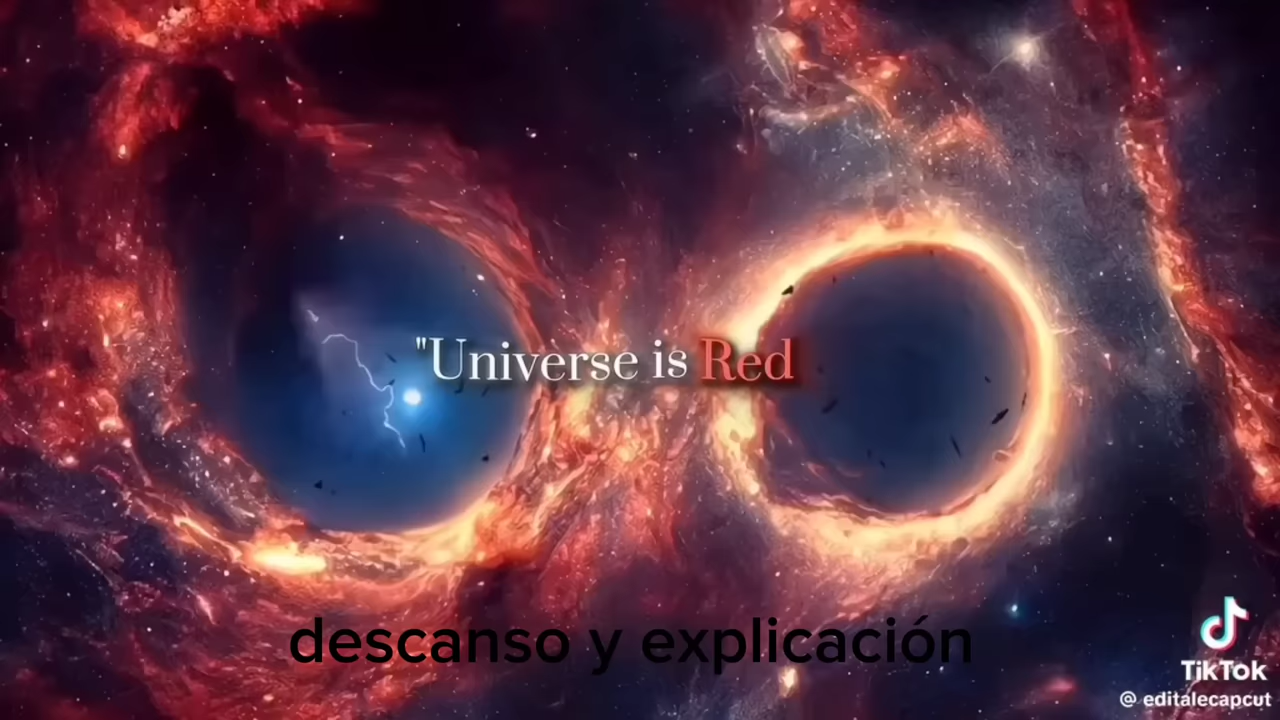 "Universe is Red
descanso y explicación
TikTok
@ editalecapcut